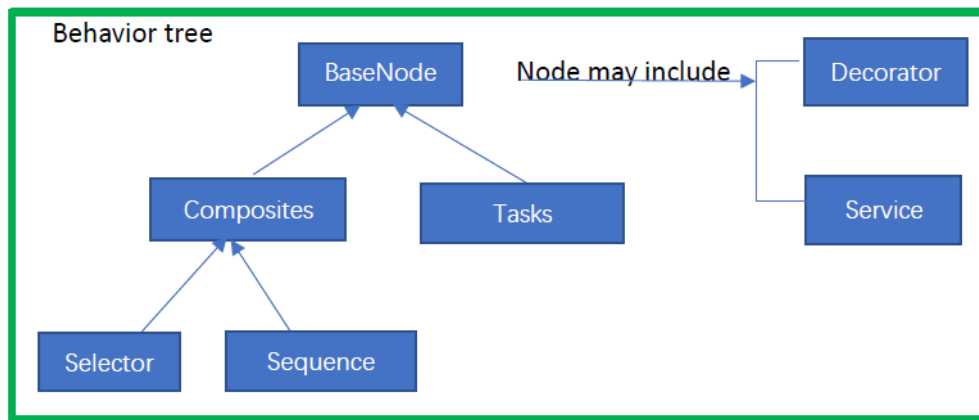 Behavior tree
BaseNode
Node may include
Decorator
Composites
Tasks
Service
Selector
Sequence